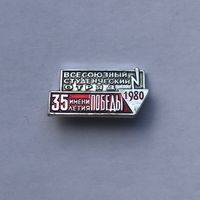 ВСЕСОЮЗНЫЙ
СТУДЕНЧЕСКИЙ
ОТРЯД
35 ИМЕНИ ЛЕТИЯ ПОБЕДЫ 1980